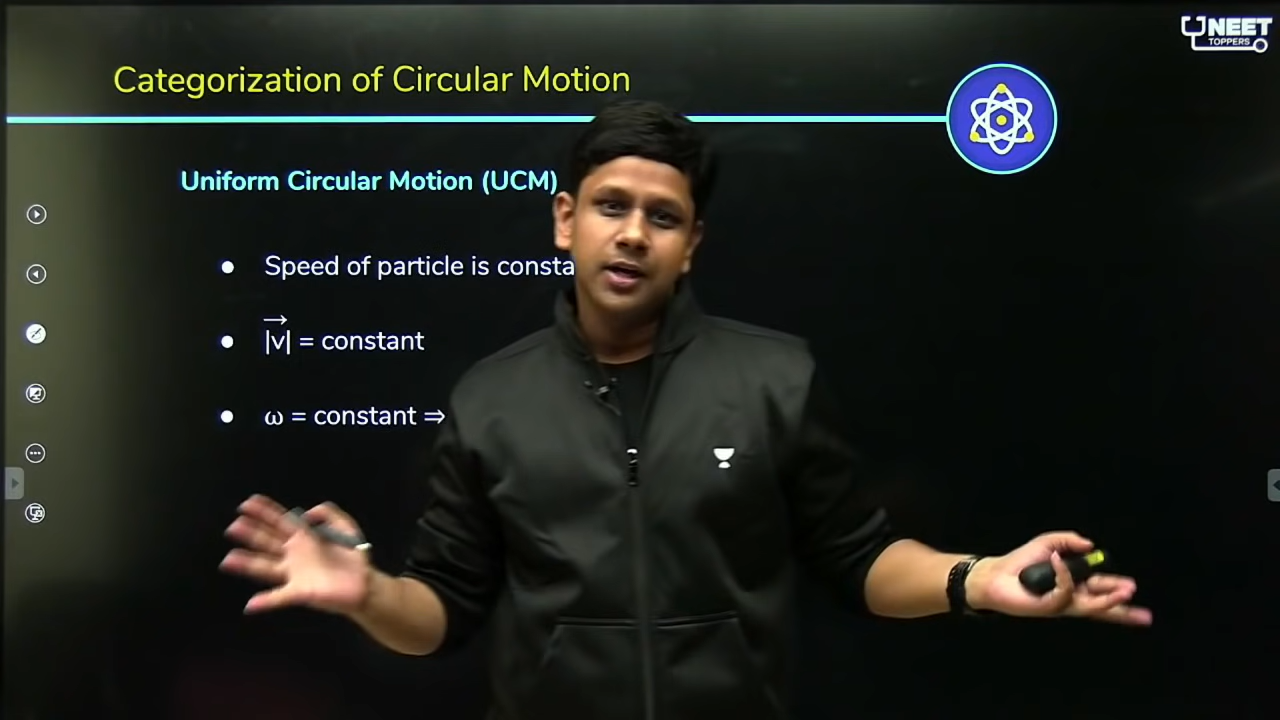 NEET
TOPPERS
Categorization of Circular Motion
Uniform Circular Motion (UCM)
● Speed of particle is consta
● |v⃗| = constant
● ω = constant ⇒